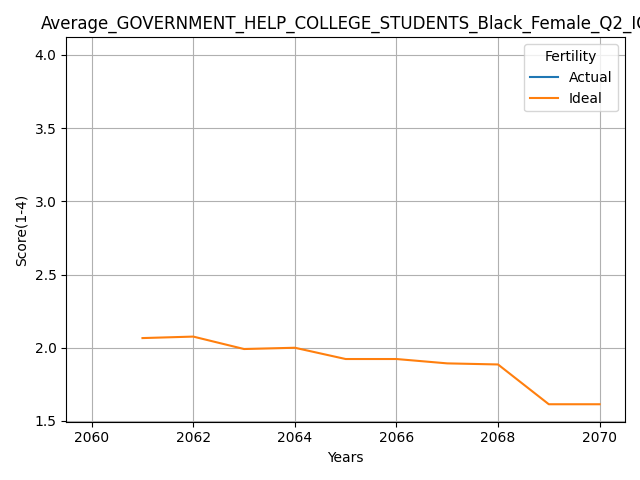 Average_GOVERNMENT_HELP_COLLEGE_STUDENTS_Black_Female_Q2_IQ
Fertility
Actual
Ideal
4.0
3.5
3.0
2.5
2.0
1.5
Score(1-4)
2060
2062
2064
2066
2068
2070
Years